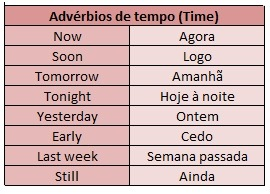 Advérbios de tempo (Time)
Now Agora
Soon Logo
Tomorrow Amanhã
Tonight Hoje à noite
Yesterday Ontem
Early Cedo
Last week Semana passada
Still Ainda